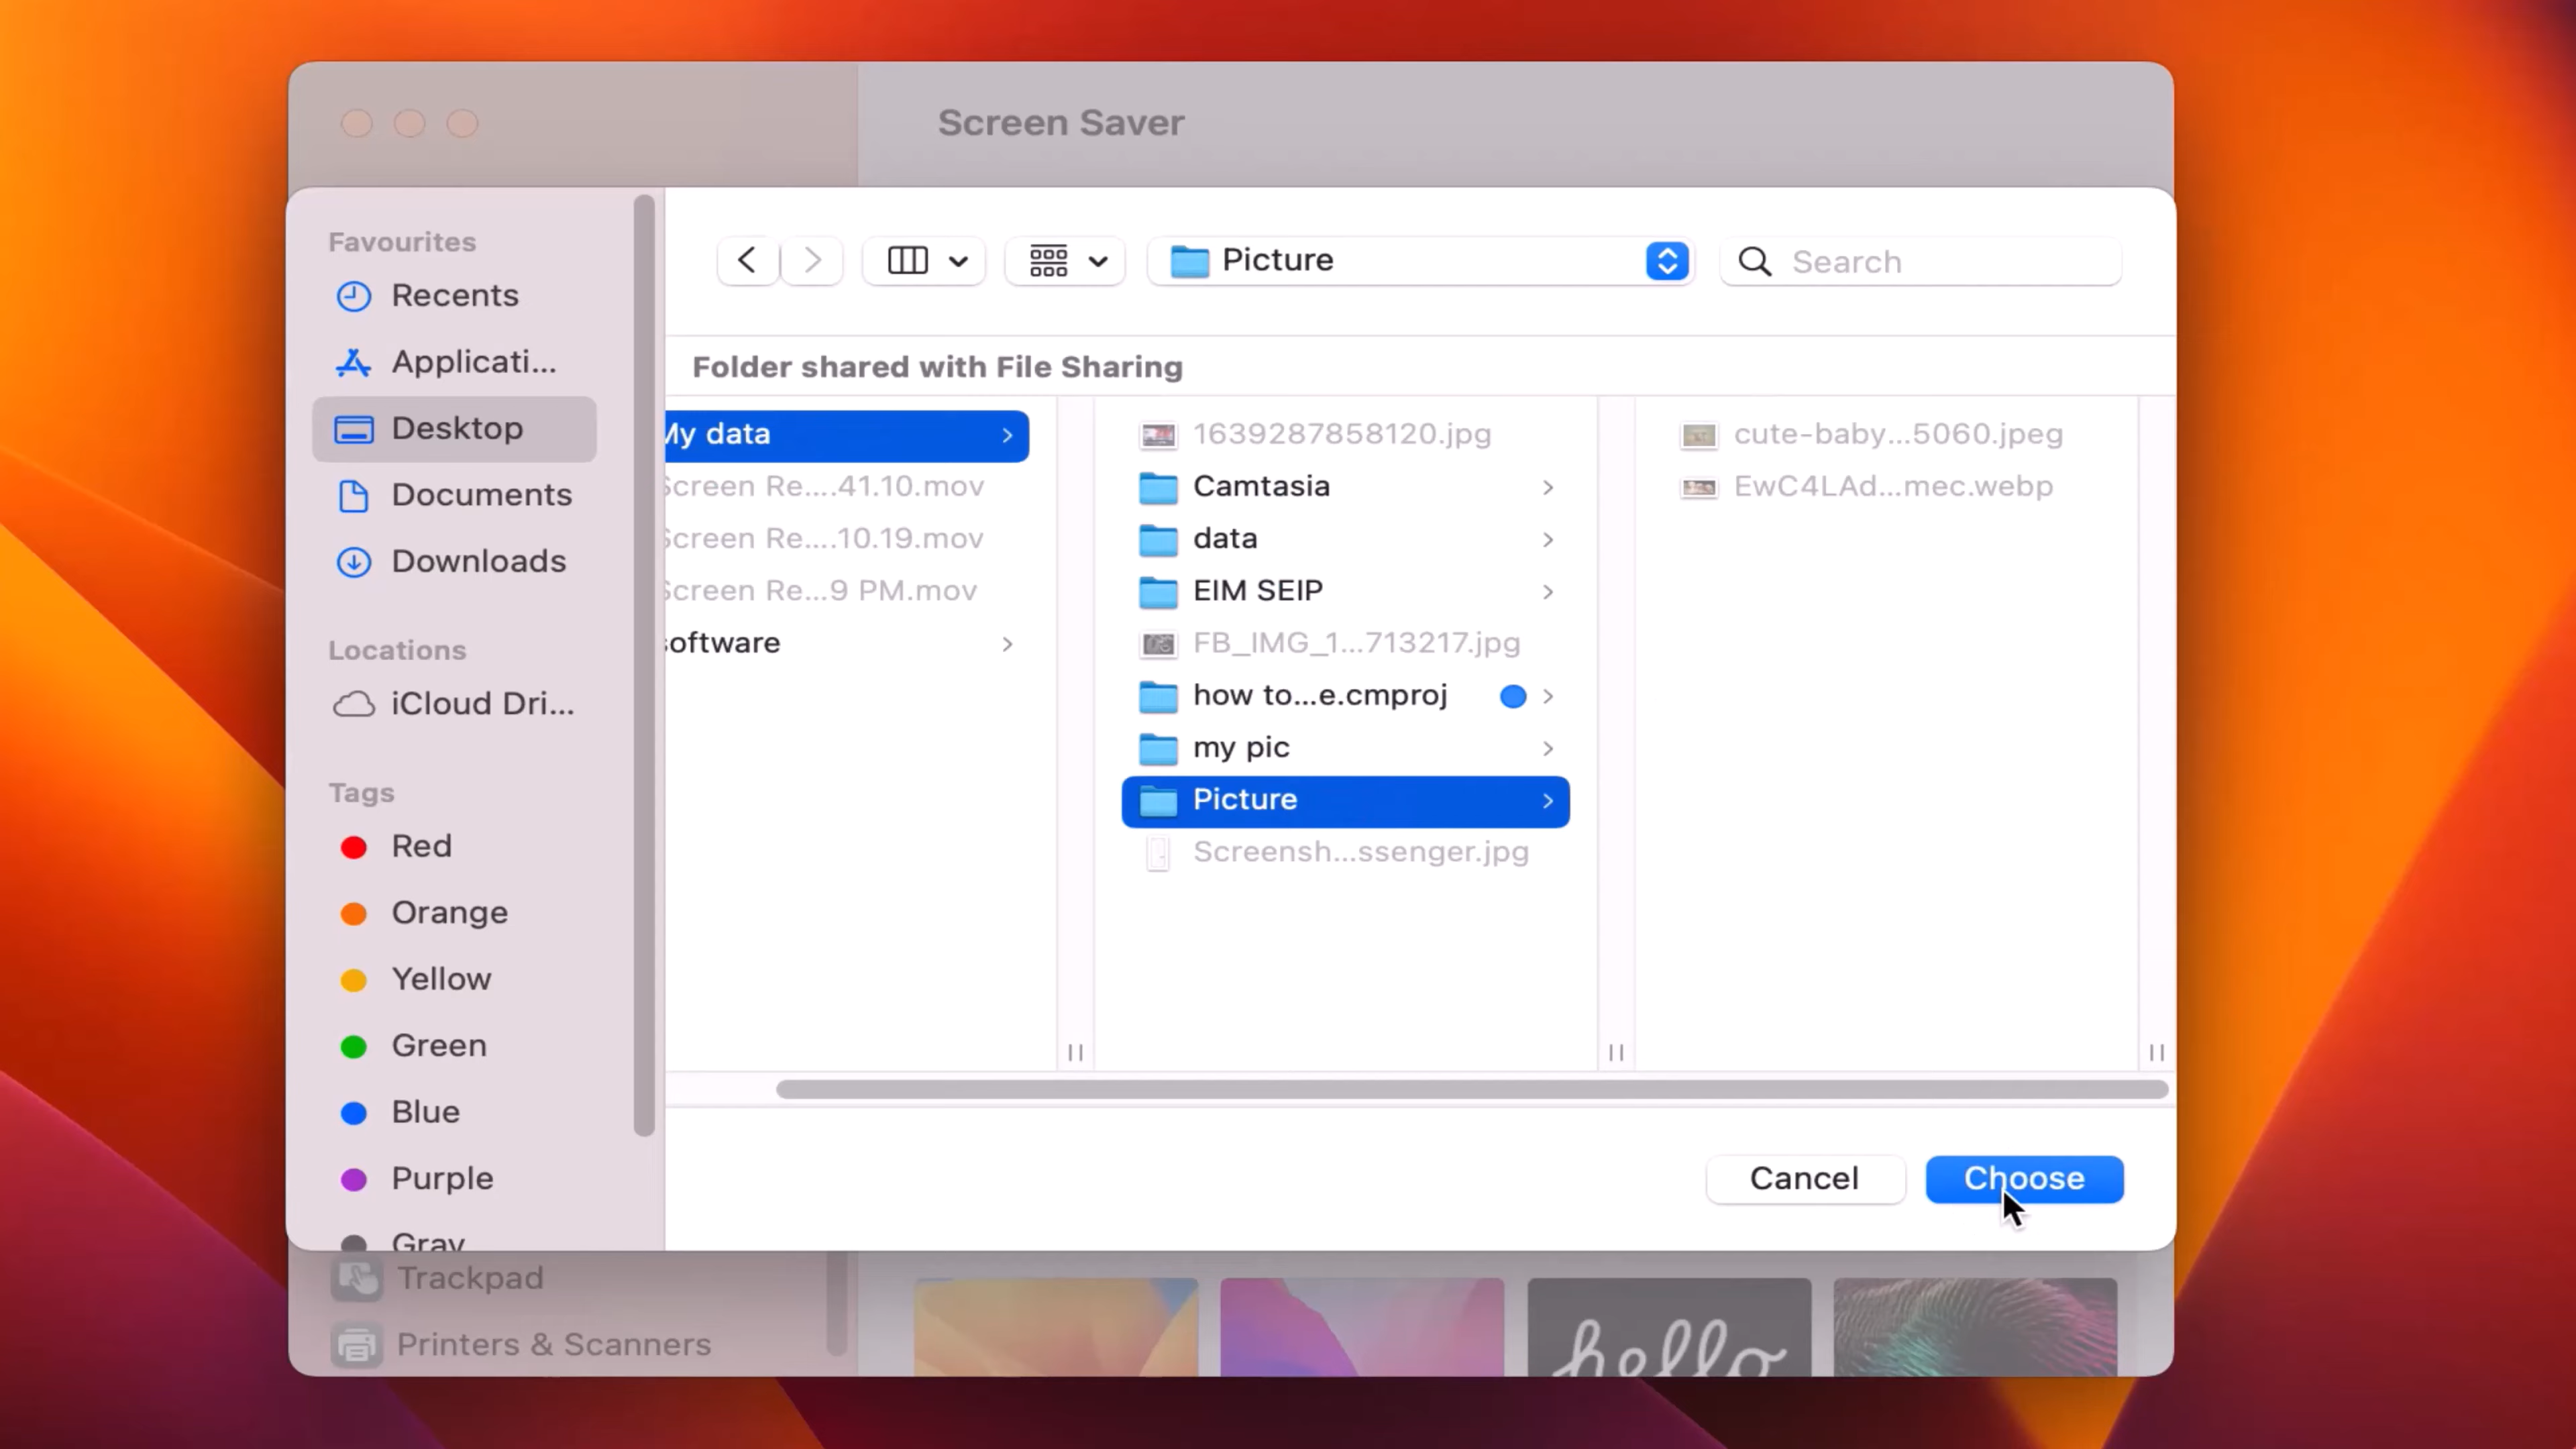 Screen Saver
Favourites
Recents
Applicati...
Desktop
Documents
Downloads
Locations
iCloud Dri...
Tags
Red
Orange
Yellow
Green
Blue
Purple
Gray
Picture
Search
Folder shared with File Sharing
My data
Screen Re....41.10.mov
Screen Re....10.19.mov
Screen Re...9 PM.mov
software
1639287858120.jpg
Camtasia
data
EIM SEIP
FB_IMG_1...713217.jpg
how to...e.cmproj
my pic
Picture
Screensh...ssenger.jpg
cute-baby...5060.jpeg
EwC4LAd...mec.webp
Cancel
Choose
Trackpad
Printers & Scanners
hello